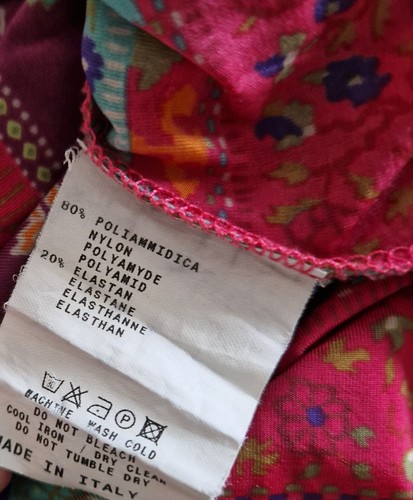 80% POLIAMMIDICA
NYLON
POLYAMYDE
20% POLYAMID
ELASTAN
ELASTANE
ELASTHANNE
ELASTHAN
P
MACHINE WASH COLD
DO NOT BLEACH
COOL IRON / DRY CLEAN
DO NOT TUMBLE DRY
MADE IN ITALY